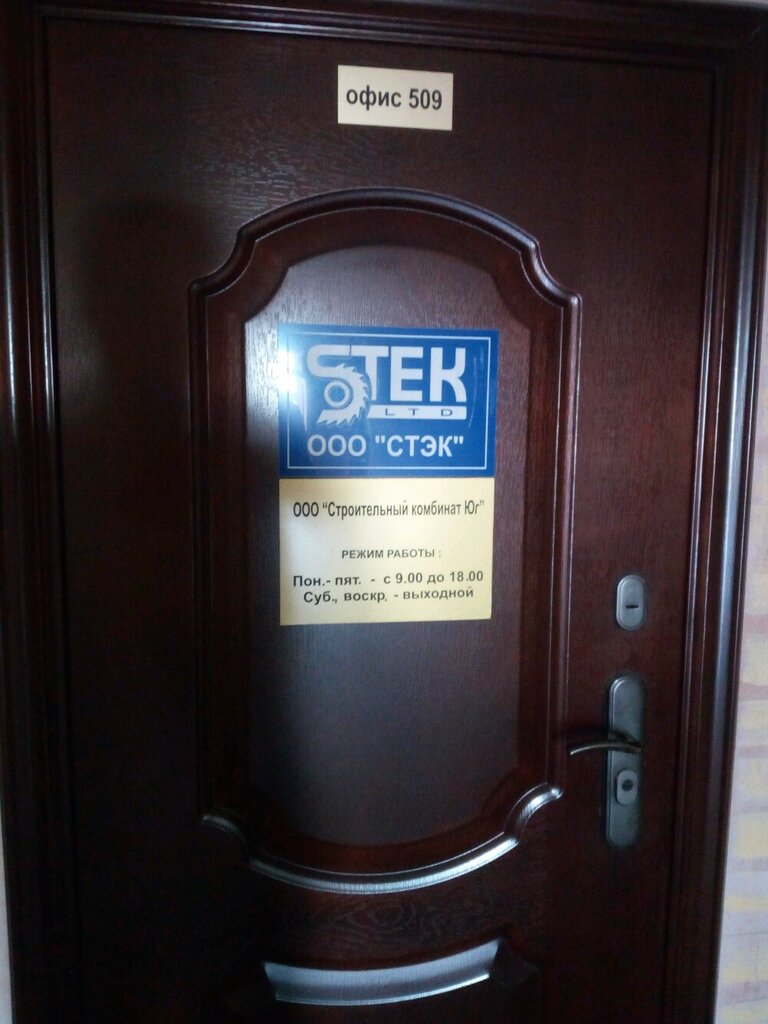 офис 509
STEK
LTD
ООО "СТЭК"
ООО "Строительный комбинат Юг"
РЕЖИМ РАБОТЫ :
Пон.- пят. - с 9.00 до 18.00
Суб., воскр. - выходной